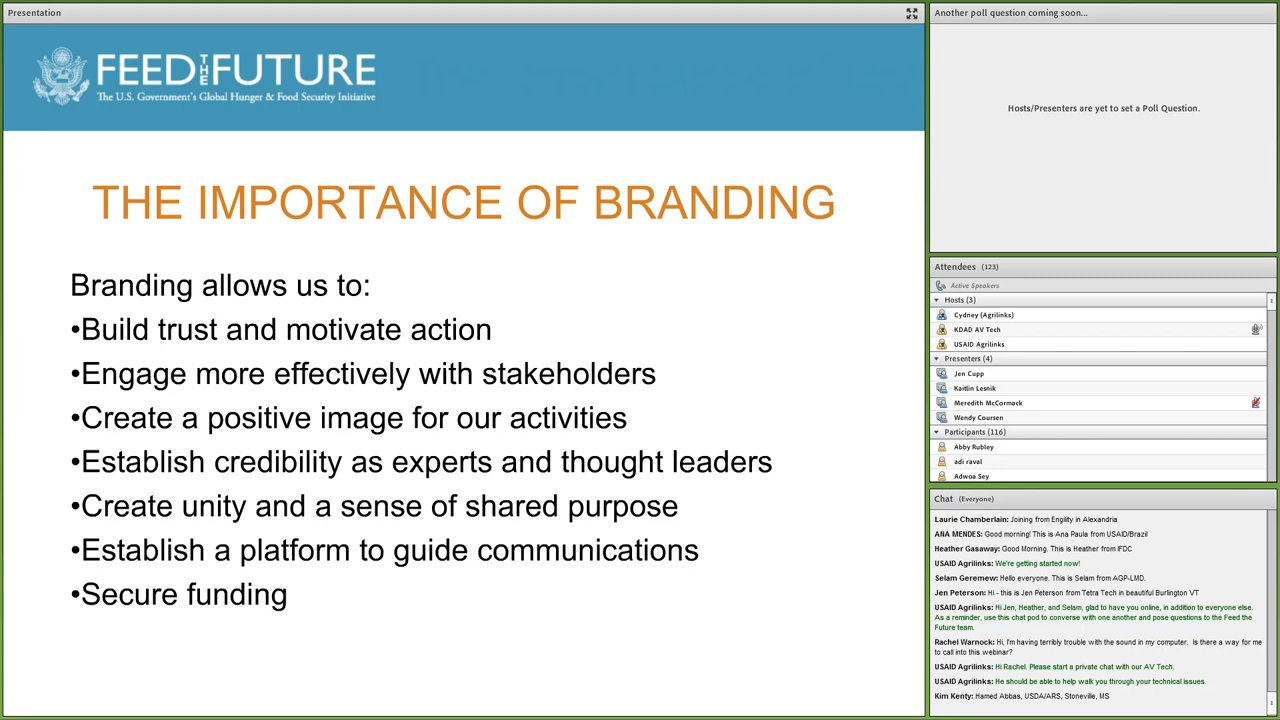 Presentation
FEED THE FUTURE
The U.S. Government's Global Hunger & Food Security Initiative
THE IMPORTANCE OF BRANDING
Branding allows us to:
•Build trust and motivate action
•Engage more effectively with stakeholders
•Create a positive image for our activities
•Establish credibility as experts and thought leaders
•Create unity and a sense of shared purpose
•Establish a platform to guide communications
•Secure funding
Another poll question coming soon...
Hosts/Presenters are yet to set a Poll Question.
Attendees (123)
Active Speakers
Hosts (3)
Cydney (Agrilinks)
KDAD AV Tech
USAID Agrilinks
Presenters (4)
Jen Cupp
Kaitlin Lesnik
Meredith McCormack
Wendy Coursen
Participants (116)
Abby Rubley
adi raval
Adwoa Sey
Chat (Everyone)
Laurie Chamberlain: Joining from Engility in Alexandria
ANA MENDES: Good morning! This is Ana Paula from USAID/Brazil
Heather Gasaway: Good Morning. This is Heather from IFDC
USAID Agrilinks: We're getting started now!
Selam Geremew: Hello everyone. This is Selam from AGP-LMD.
Jen Peterson: Hi - this is Jen Peterson from Tetra Tech in beautiful Burlington VT
USAID Agrilinks: Hi Jen, Heather, and Selam, glad to have you online, in addition to everyone else.
As a reminder, use this chat pod to converse with one another and pose questions to the Feed the
Future team.
Rachel Warnock: Hi, I'm having terribly trouble with the sound in my computer. Is there a way for me
to call into this webinar?
USAID Agrilinks: Hi Rachel. Please start a private chat with our AV Tech.
USAID Agrilinks: He should be able to help walk you through your technical issues.
Kim Kenty: Hamed Abbas, USDA/ARS, Stoneville, MS